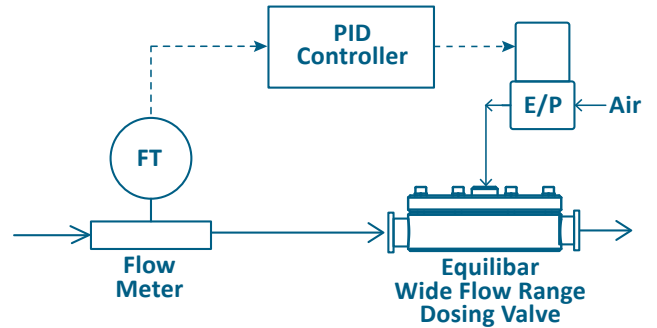 PID
Controller
E/P
Air
FT
Flow
Meter
Equilibar
Wide Flow Range
Dosing Valve